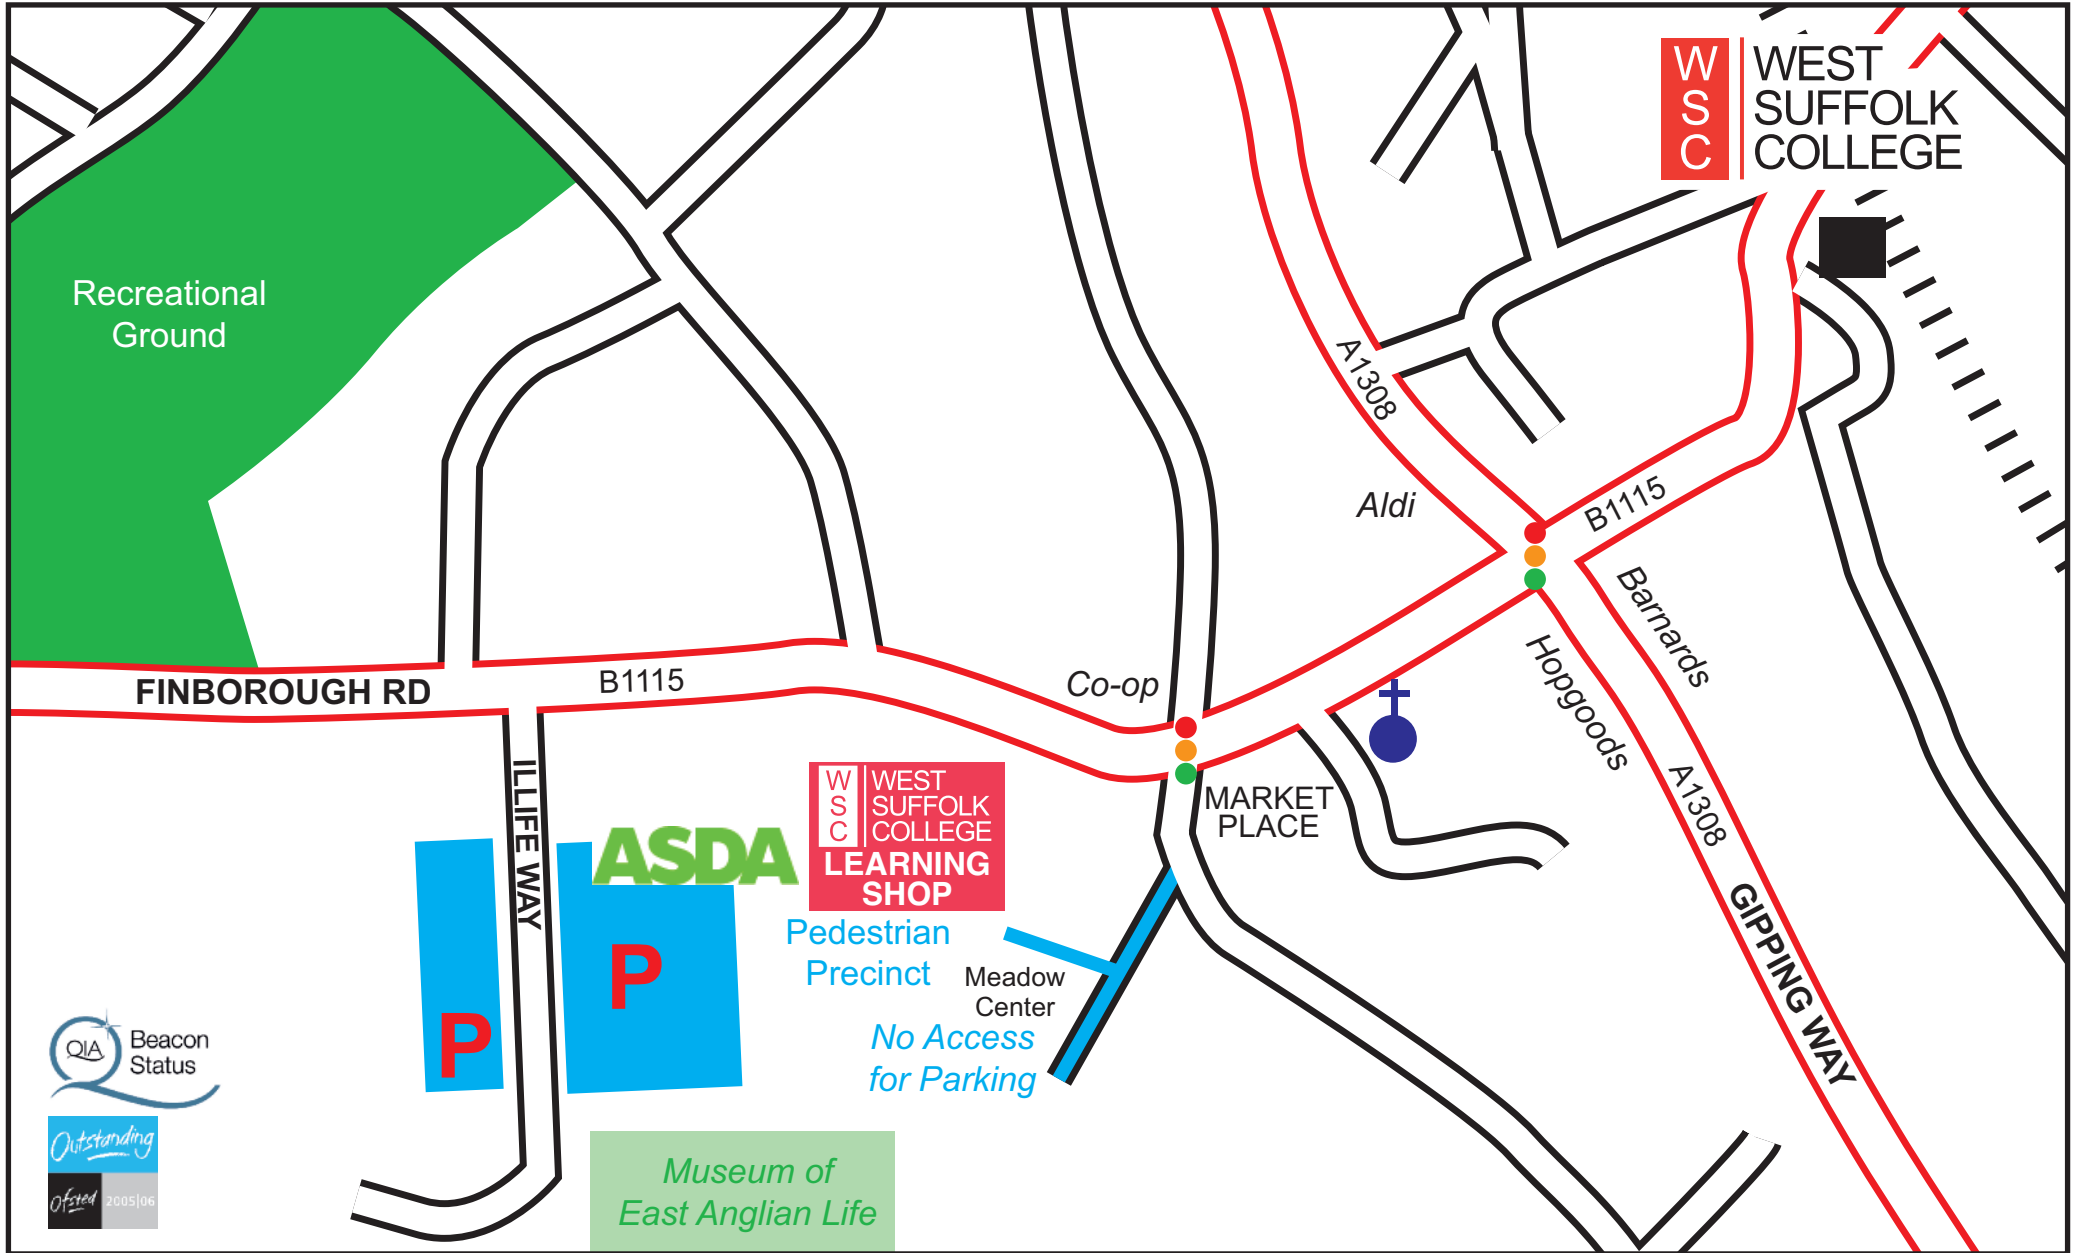 W
S
C
WEST
SUFFOLK
COLLEGE
Recreational
Ground
A1308
Aldi
B1115
Barnards
Hopgoods
FINBOROUGH RD
B1115
Co-op
A1308
GIPPING WAY
ILLIFE WAY
ASDA
W
S
C
WEST
SUFFOLK
COLLEGE
LEARNING
SHOP
MARKET
PLACE
Pedestrian
Precinct
Meadow
Center
No Access
for Parking
P
P
QIA
Beacon
Status
Outstanding
Ofsted
2005|06
Museum of
East Anglian Life